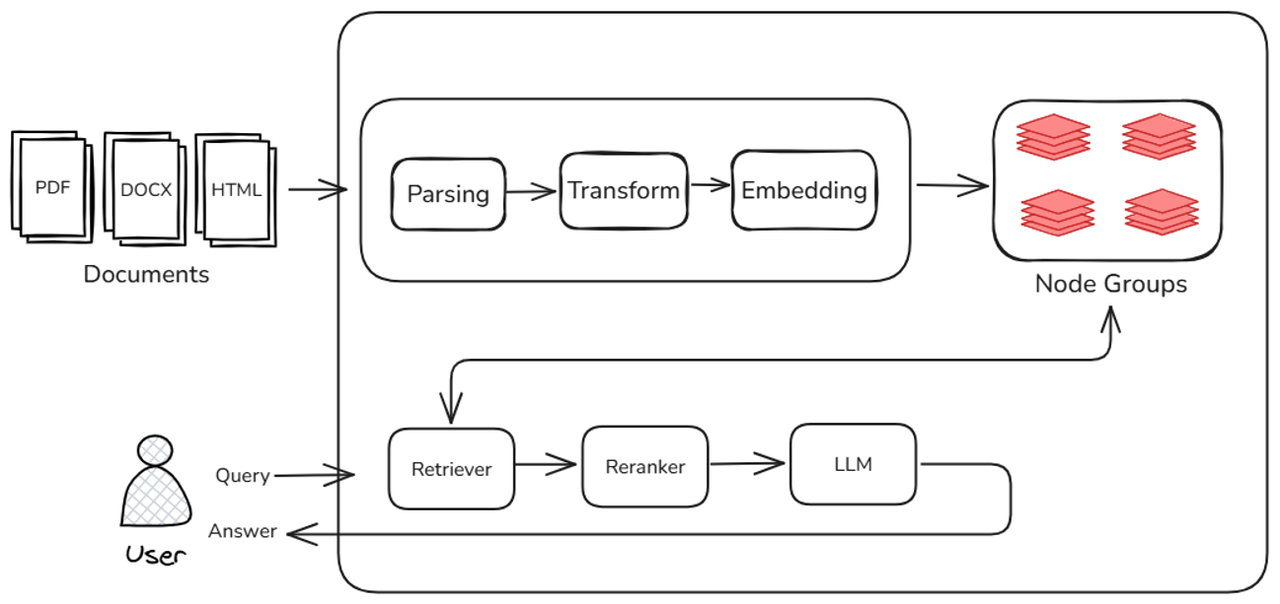 PDF
DOCX
HTML
Documents
Parsing
Transform
Embedding
Node Groups
Query
Answer
User
Retriever
Reranker
LLM